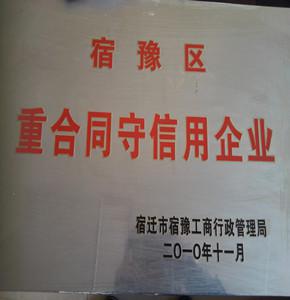 宿豫区
重合同守信用企业
宿迁市宿豫工商行政管理局
二〇一〇年十一月